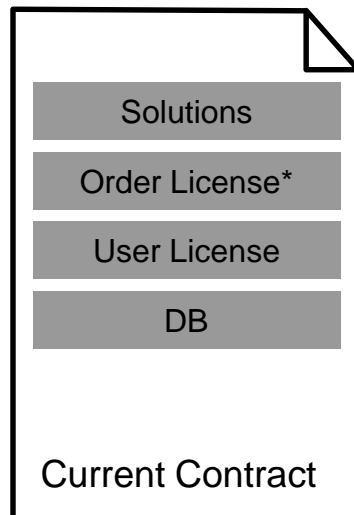 Solutions
Order License*
User License
DB
Current Contract